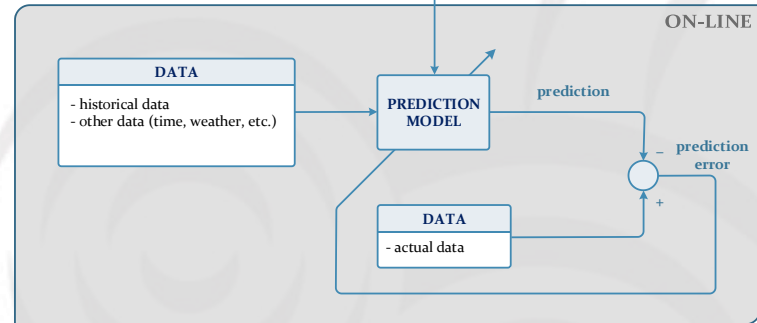 ON-LINE
DATA
- historical data
- other data (time, weather, etc.)
PREDICTION
MODEL
prediction
−
prediction
error
+
DATA
- actual data